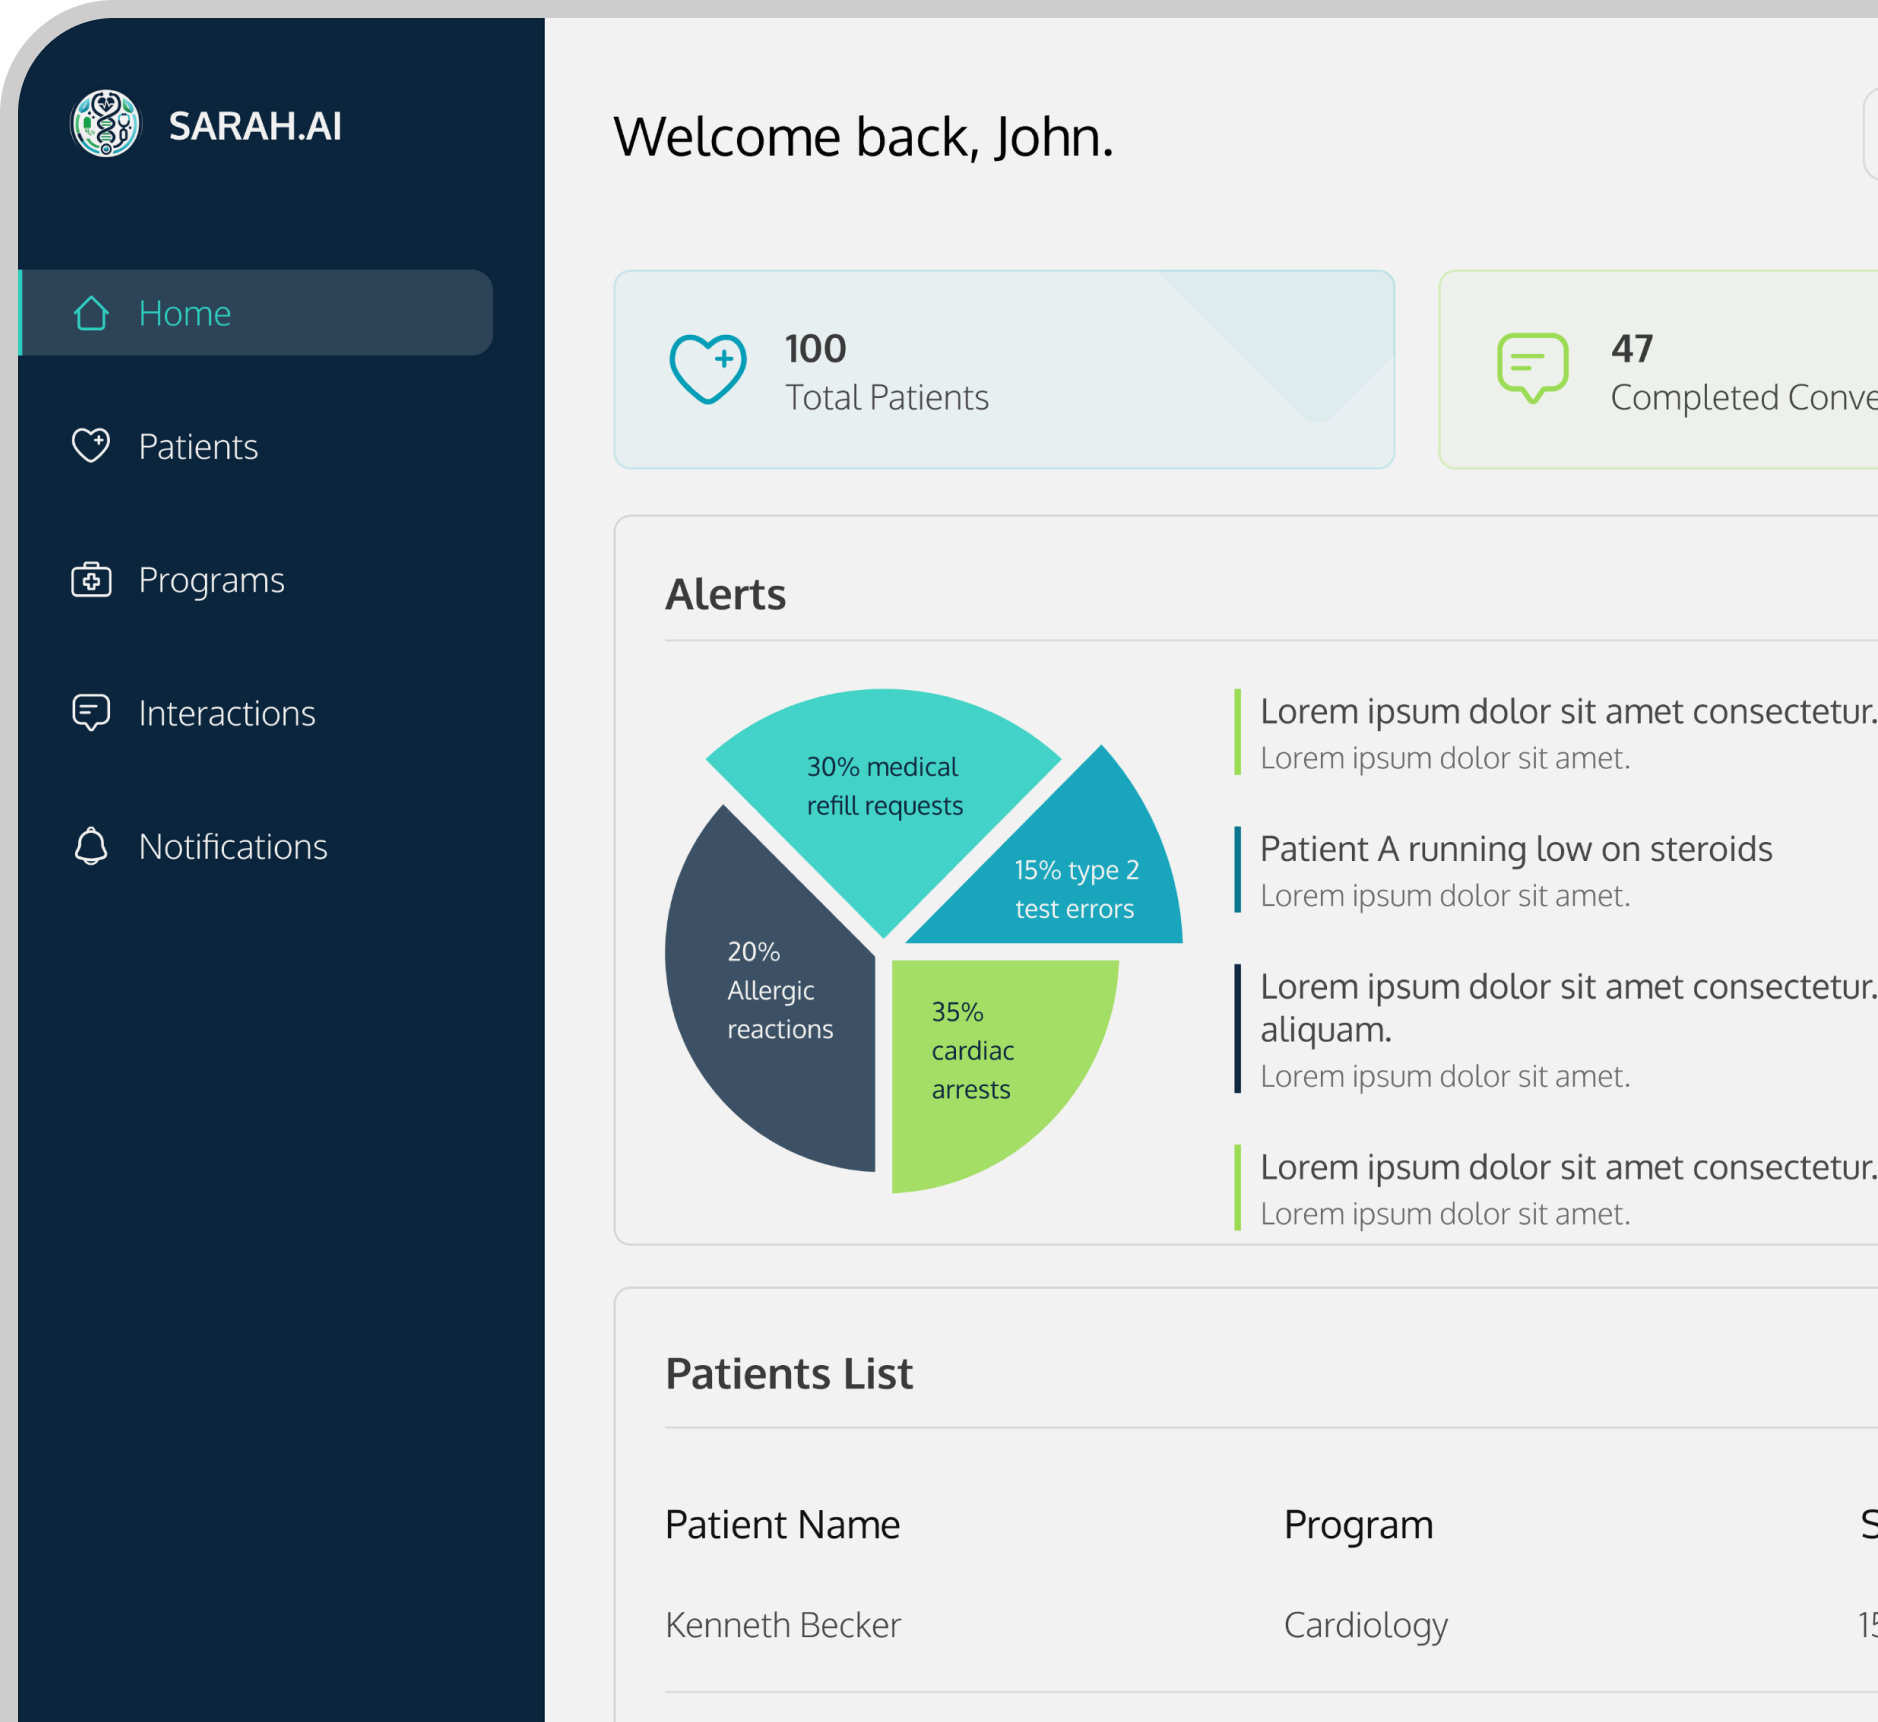 SARAH.AI
Home
Patients
Programs
Interactions
Notifications
Welcome back, John.
100
Total Patients
47
Completed
Alerts
30% medical
refill requests
15% type 2
test errors
20%
Allergic
reactions
35%
cardiac
arrests
Lorem ipsum dolor sit amet consectetur.
Lorem ipsum dolor sit amet.
Patient A running low on steroids
Lorem ipsum dolor sit amet.
Lorem ipsum dolor sit amet consectetur.
aliquam.
Lorem ipsum dolor sit amet.
Lorem ipsum dolor sit amet consectetur.
Lorem ipsum dolor sit amet.
Patients List
Patient Name
Program
Kenneth Becker
Cardiology